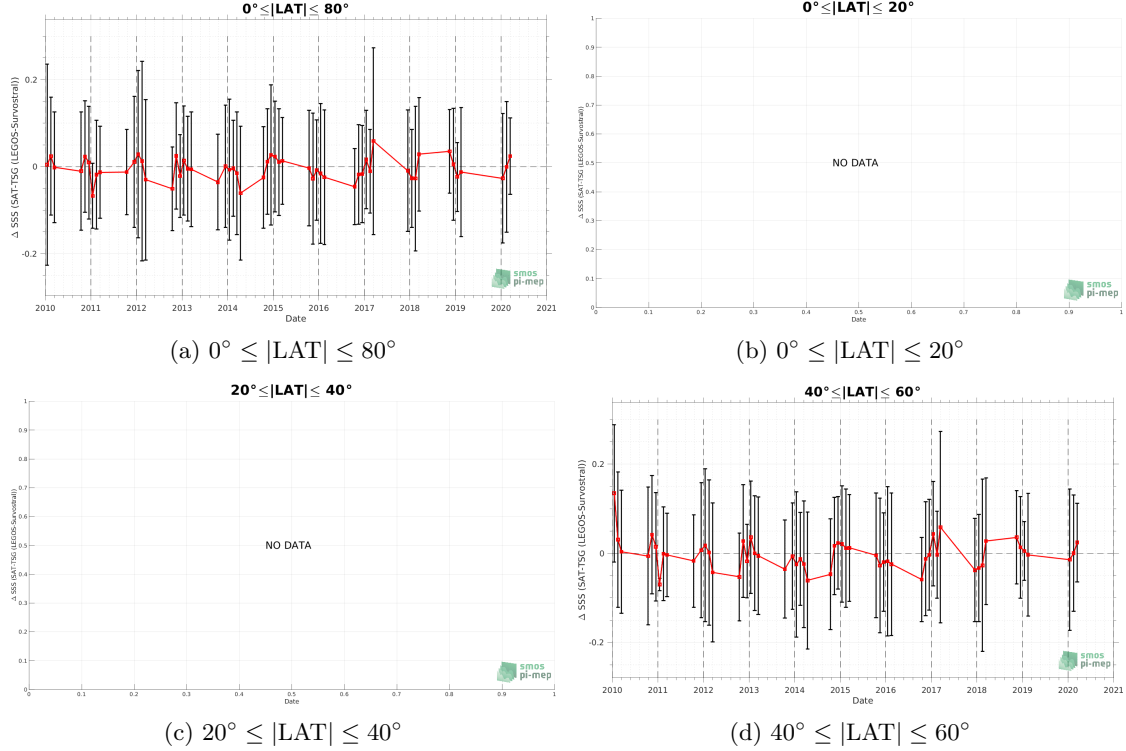 0°≤|LAT|≤ 80°
Δ SSS (SAT-TSG (LEGOS-Survostral))
0.2
0
-0.2
2010 2011 2012 2013 2014 2015 2016 2017 2018 2019 2020 2021
Date
smos
pi-mep
(a) 0° ≤ |LAT| ≤ 80°
0°≤|LAT|≤ 20°
Δ SSS (SAT-TSG (LEGOS-Survostral))
1
0.9
0.8
0.7
0.6
0.5
0.4
0.3
0.2
0.1
0
NO DATA
0 0.1 0.2 0.3 0.4 0.5 0.6 0.7 0.8 0.9 1
Date
smos
pi-mep
(b) 0° ≤ |LAT| ≤ 20°
20°≤|LAT|≤ 40°
Δ SSS (SAT-TSG (LEGOS-Survostral))
1
0.9
0.8
0.7
0.6
0.5
0.4
0.3
0.2
0.1
0
NO DATA
0 0.1 0.2 0.3 0.4 0.5 0.6 0.7 0.8 0.9 1
Date
smos
pi-mep
(c) 20° ≤ |LAT| ≤ 40°
40°≤|LAT|≤ 60°
Δ SSS (SAT-TSG (LEGOS-Survostral))
0.2
0
-0.2
2010 2011 2012 2013 2014 2015 2016 2017 2018 2019 2020 2021
Date
smos
pi-mep
(d) 40° ≤ |LAT| ≤ 60°